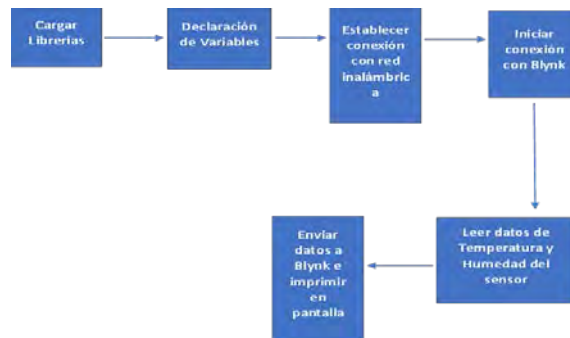 Cargar
Librerías
Declaración
de Variables
Establecer
conexión
con red
inalámbric
a
Iniciar
conexión
con Blynk
Leer datos de
Temperatura y
Humedad del
sensor
Enviar
datos a
Blynk e
imprimir
en
pantalla